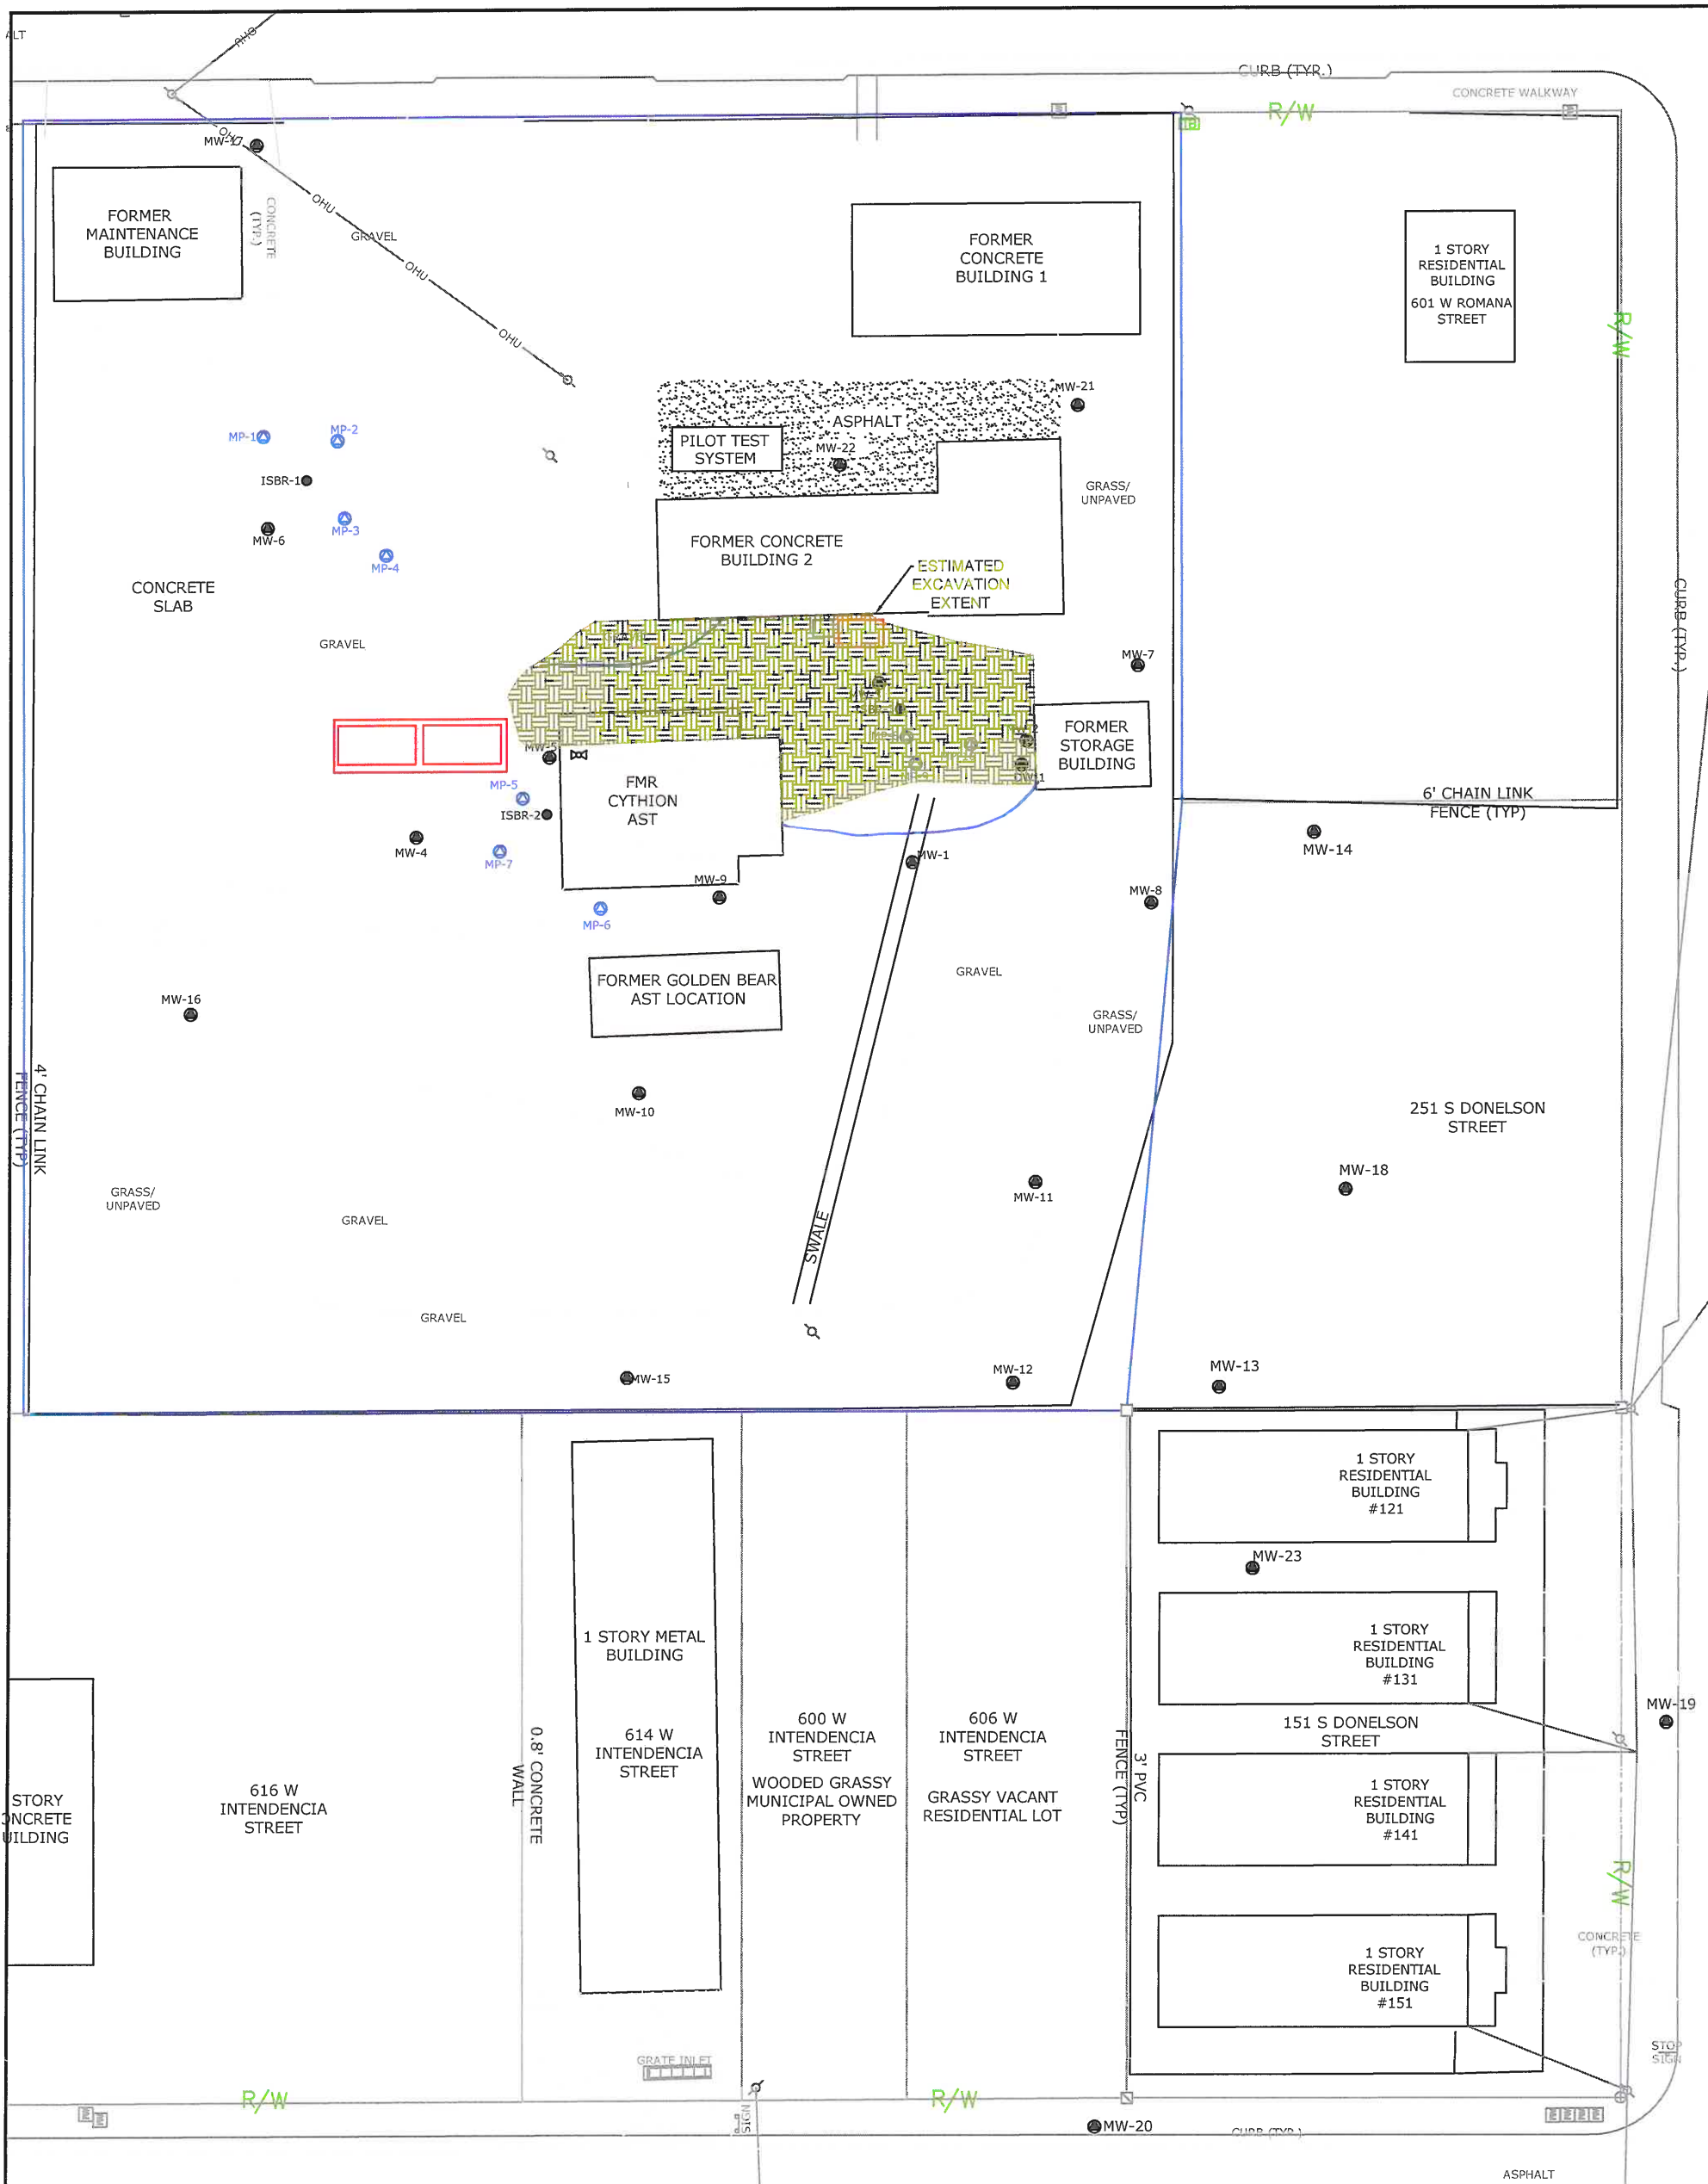 OHU
CURB (TYP.)
CONCRETE WALKWAY
R/W
OHU
MW-17
FORMER
MAINTENANCE
BUILDING
CONCRETE
(TYP.)
OHU
GRAVEL
OHU
OHU
FORMER
CONCRETE
BUILDING 1
1 STORY
RESIDENTIAL
BUILDING
601 W ROMANA
STREET
R/W
MW-21
ASPHALT
PILOT TEST
SYSTEM
MW-22
MP-1
MP-2
ISBR-1
MW-6
MP-3
MP-4
GRASS/
UNPAVED
FORMER CONCRETE
BUILDING 2
ESTIMATED
EXCAVATION
EXTENT
CONCRETE
SLAB
GRAVEL
GRAVEL
CURB (TYP.)
MW-7
FORMER
STORAGE
BUILDING
MW-5
FMR
CYTHION
AST
MP-5
ISBR-2
MW-4
MP-7
6' CHAIN LINK
FENCE (TYP)
MW-14
MW-1
MW-9
MW-8
MP-6
FORMER GOLDEN BEAR
AST LOCATION
GRAVEL
MW-16
GRASS/
UNPAVED
4' CHAIN LINK
FENCE (TYP)
MW-10
251 S DONELSON
STREET
MW-18
MW-11
GRASS/
UNPAVED
GRAVEL
SWALE
GRAVEL
MW-15
MW-12
MW-13
1 STORY
RESIDENTIAL
BUILDING
#121
MW-23
1 STORY METAL
BUILDING
614 W
INTENDENCIA
STREET
1 STORY
RESIDENTIAL
BUILDING
#131
MW-19
600 W
INTENDENCIA
STREET
WOODED GRASSY
MUNICIPAL OWNED
PROPERTY
606 W
INTENDENCIA
STREET
GRASSY VACANT
RESIDENTIAL LOT
151 S DONELSON
STREET
3' PVC
FENCE (TYP)
0.8' CONCRETE
WALL
616 W
INTENDENCIA
STREET
STORY
ONCRETE
UILDING
1 STORY
RESIDENTIAL
BUILDING
#141
R/W
CONCRETE
(TYP.)
1 STORY
RESIDENTIAL
BUILDING
#151
STOP
SIGN
GRATE INLET
R/W
R/W
SIGN
MW-20
CURB (TYP.)
ASPHALT